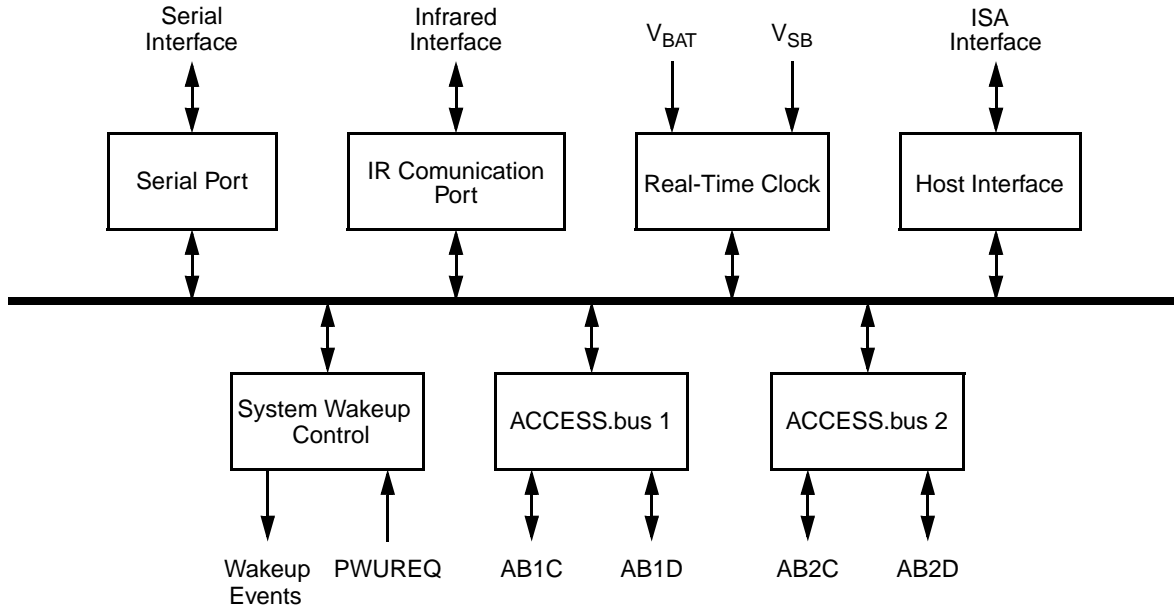 Serial
Interface
Infrared
Interface
VBAT
VSB
ISA
Interface
Serial Port
IR Comunication
Port
Real-Time Clock
Host Interface
System Wakeup
Control
ACCESS.bus 1
ACCESS.bus 2
Wakeup
Events
PWUREQ
AB1C
AB1D
AB2C
AB2D